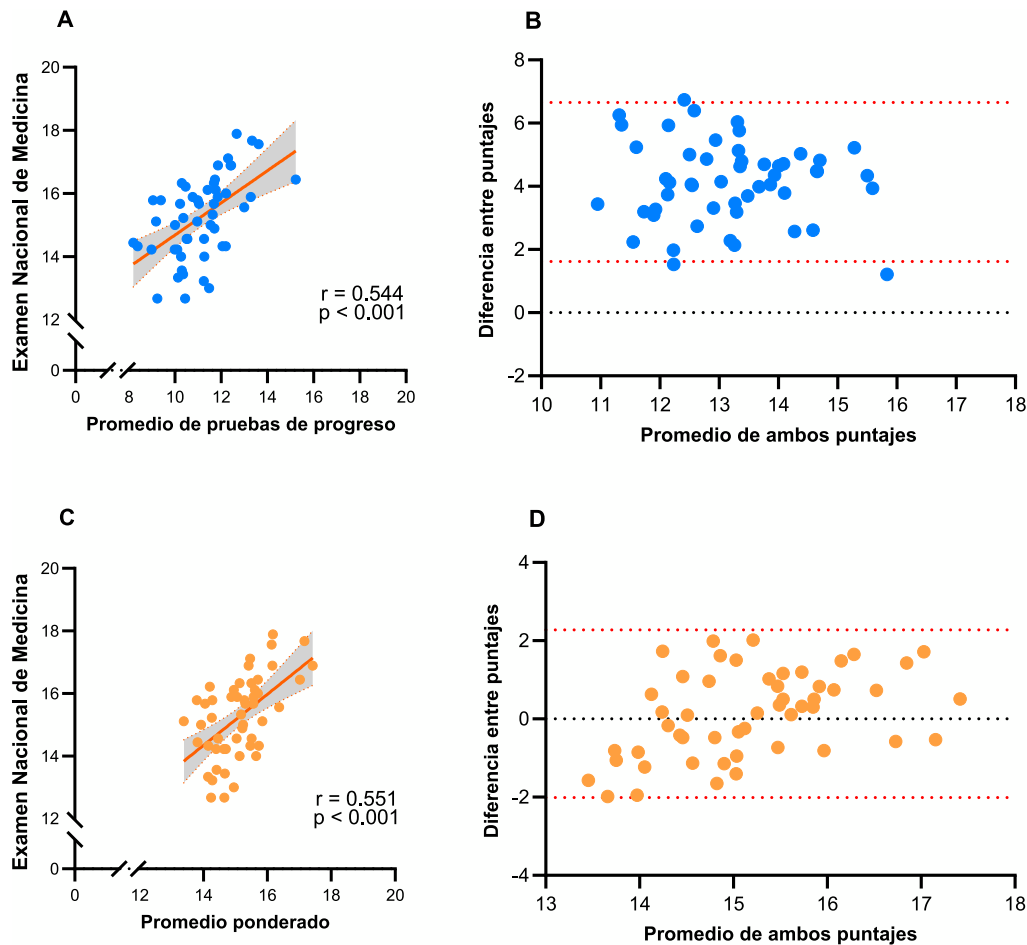 A
Examen Nacional de Medicina
20
18
16
14
12
0
r = 0.544
p < 0.001
0 8 10 12 14 16 18 20
Promedio de pruebas de progreso
B
Diferencia entre puntajes
8
6
4
2
0
-2
10 11 12 13 14 15 16 17 18
Promedio de ambos puntajes
C
Examen Nacional de Medicina
20
18
16
14
12
0
r = 0.551
p < 0.001
0 12 14 16 18 20
Promedio ponderado
D
Diferencia entre puntajes
4
2
0
-2
-4
13 14 15 16 17 18
Promedio de ambos puntajes